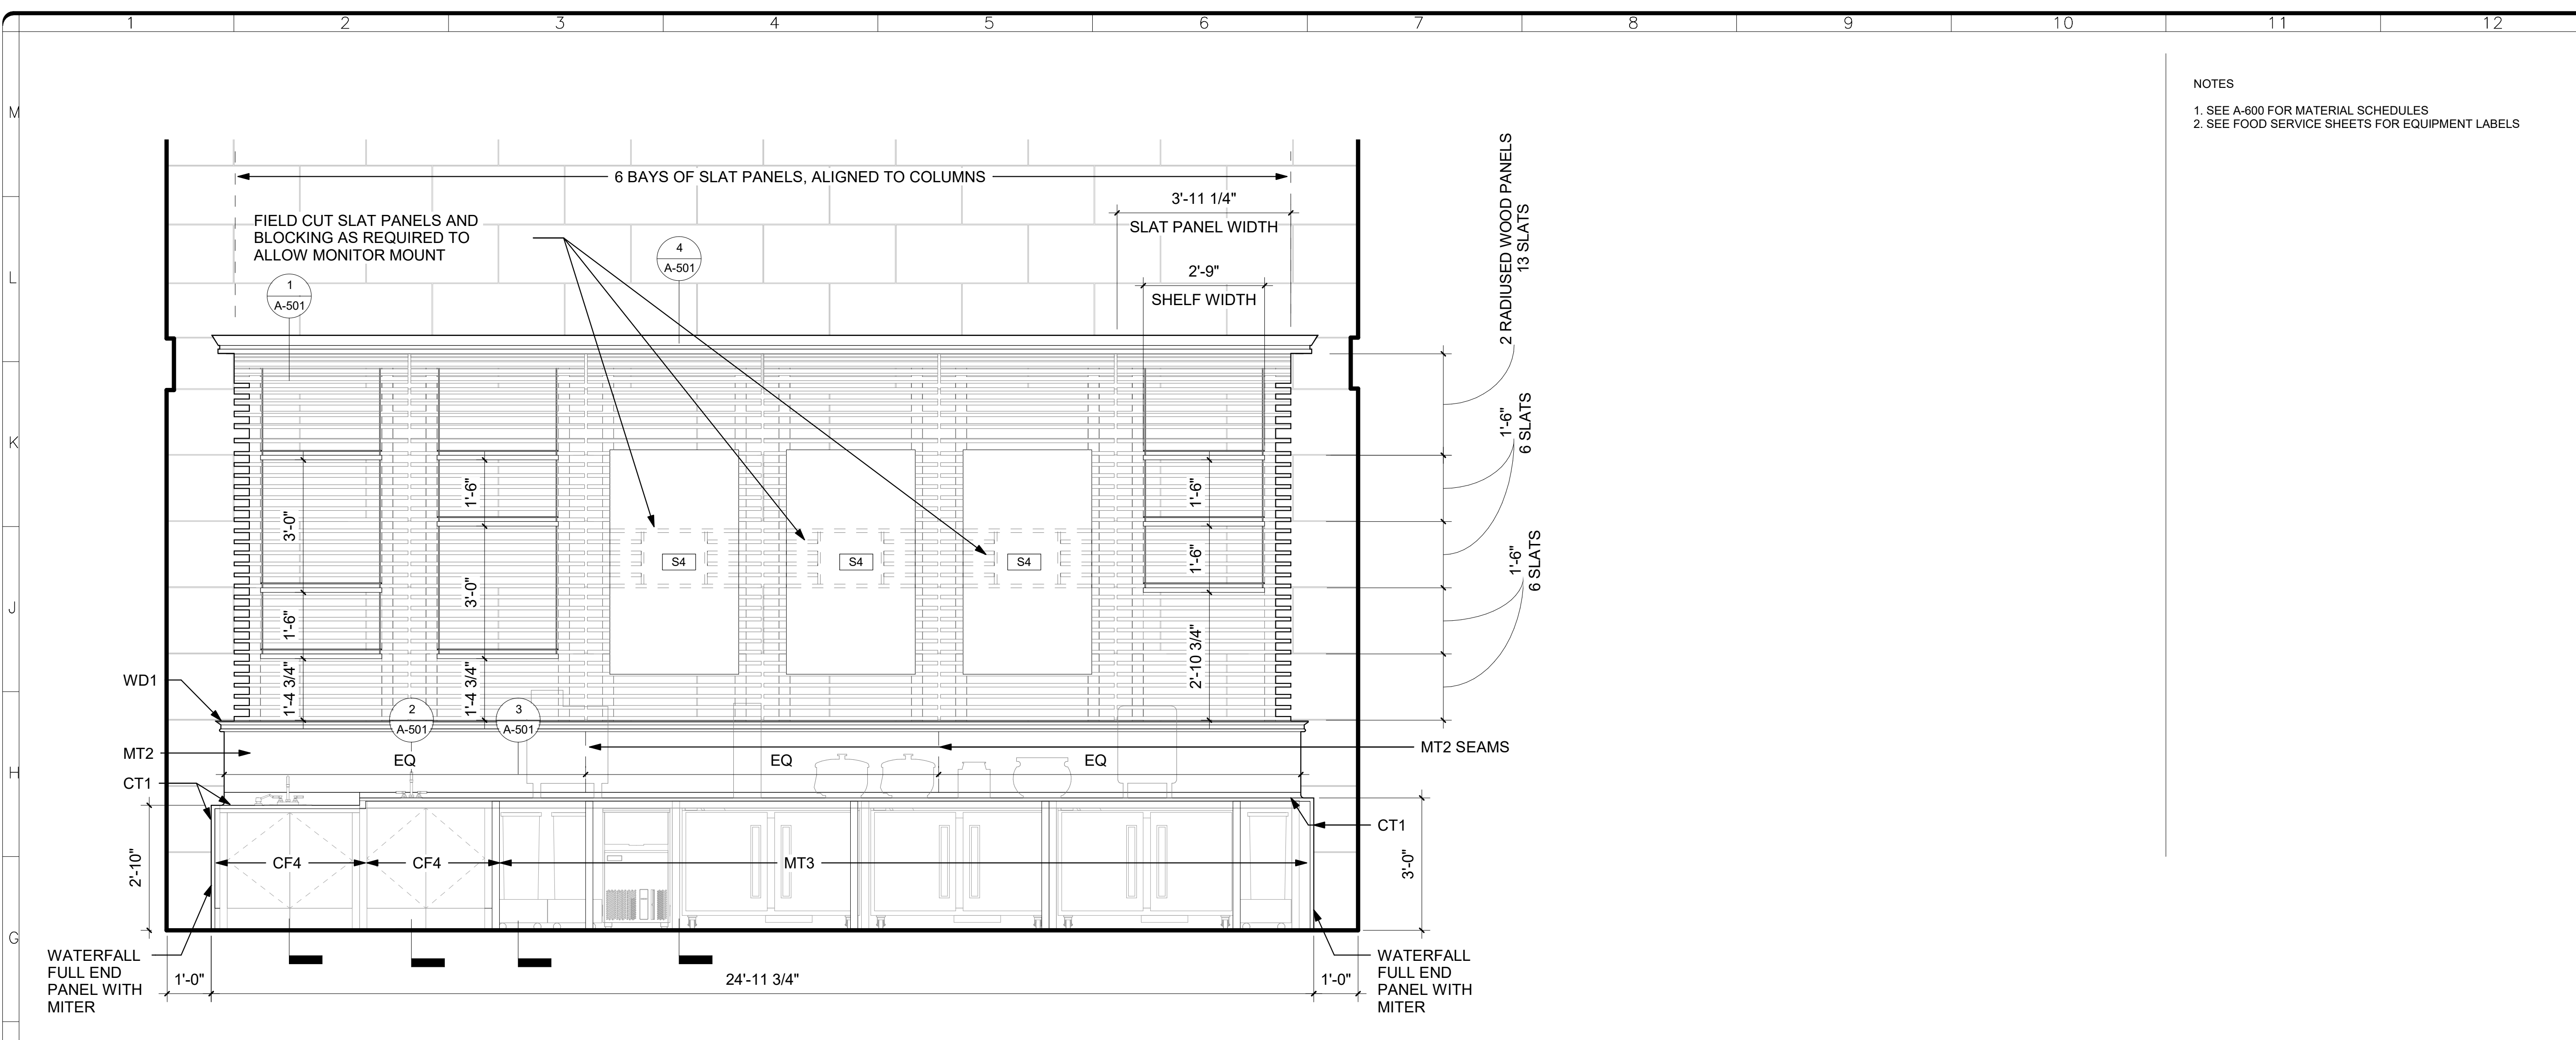 1 2 3 4 5 6 7 8 9 10 11 12
M
L
K
J
H
G
NOTES
1. SEE A-600 FOR MATERIAL SCHEDULES
2. SEE FOOD SERVICE SHEETS FOR EQUIPMENT LABELS
6 BAYS OF SLAT PANELS, ALIGNED TO COLUMNS
3'-11 1/4"
SLAT PANEL WIDTH
2'-9"
SHELF WIDTH
FIELD CUT SLAT PANELS AND
BLOCKING AS REQUIRED TO
ALLOW MONITOR MOUNT
1
A-501
4
A-501
2 RADIUSED WOOD PANELS
13 SLATS
1'-6"
6 SLATS
1'-6"
6 SLATS
3'-0"
1'-6"
1'-4 3/4"
1'-6"
3'-0"
1'-4 3/4"
S4
S4
S4
1'-6"
1'-6"
2'-10 3/4"
WD1
MT2
CT1
2
A-501
3
A-501
EQ
EQ
EQ
MT2 SEAMS
CT1
2'-10"
CF4
CF4
MT3
3'-0"
WATERFALL
FULL END
PANEL WITH
MITER
1'-0"
24'-11 3/4"
1'-0"
WATERFALL
FULL END
PANEL WITH
MITER